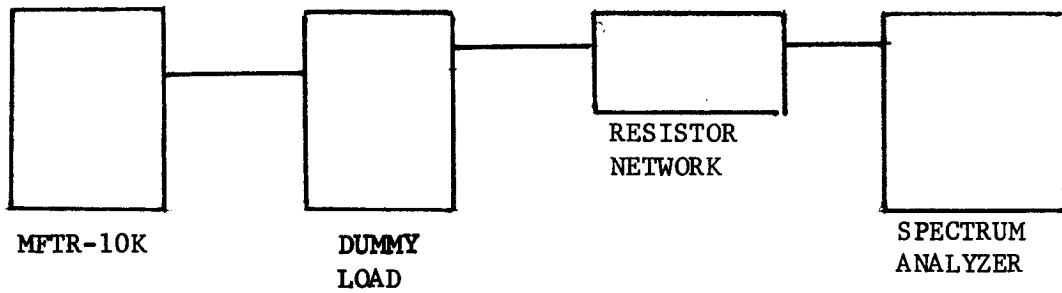 MFTR-10K
DUMMY
LOAD
RESISTOR
NETWORK
SPECTRUM
ANALYZER